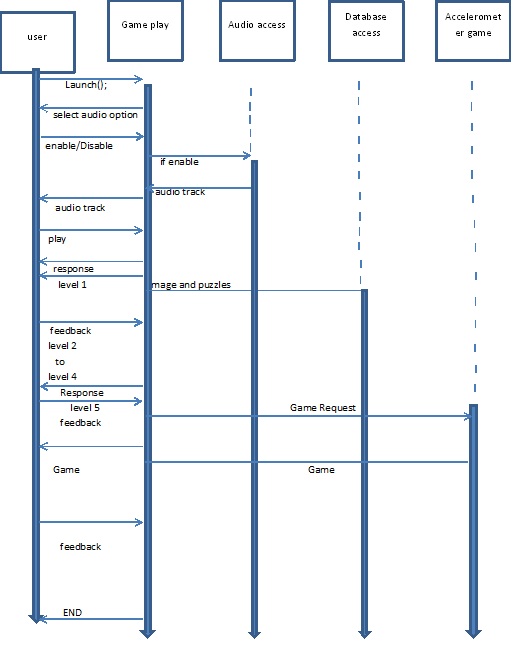 user
Game play
Audio access
Database
access
Acceleromet
er game
Launch();
select audio option
enable/Disable
if enable
audio track
audio track
play
response
level 1
mage and puzzles
feedback
level 2
to
level 4
Response
level 5
Game Request
feedback
Game
Game
feedback
END